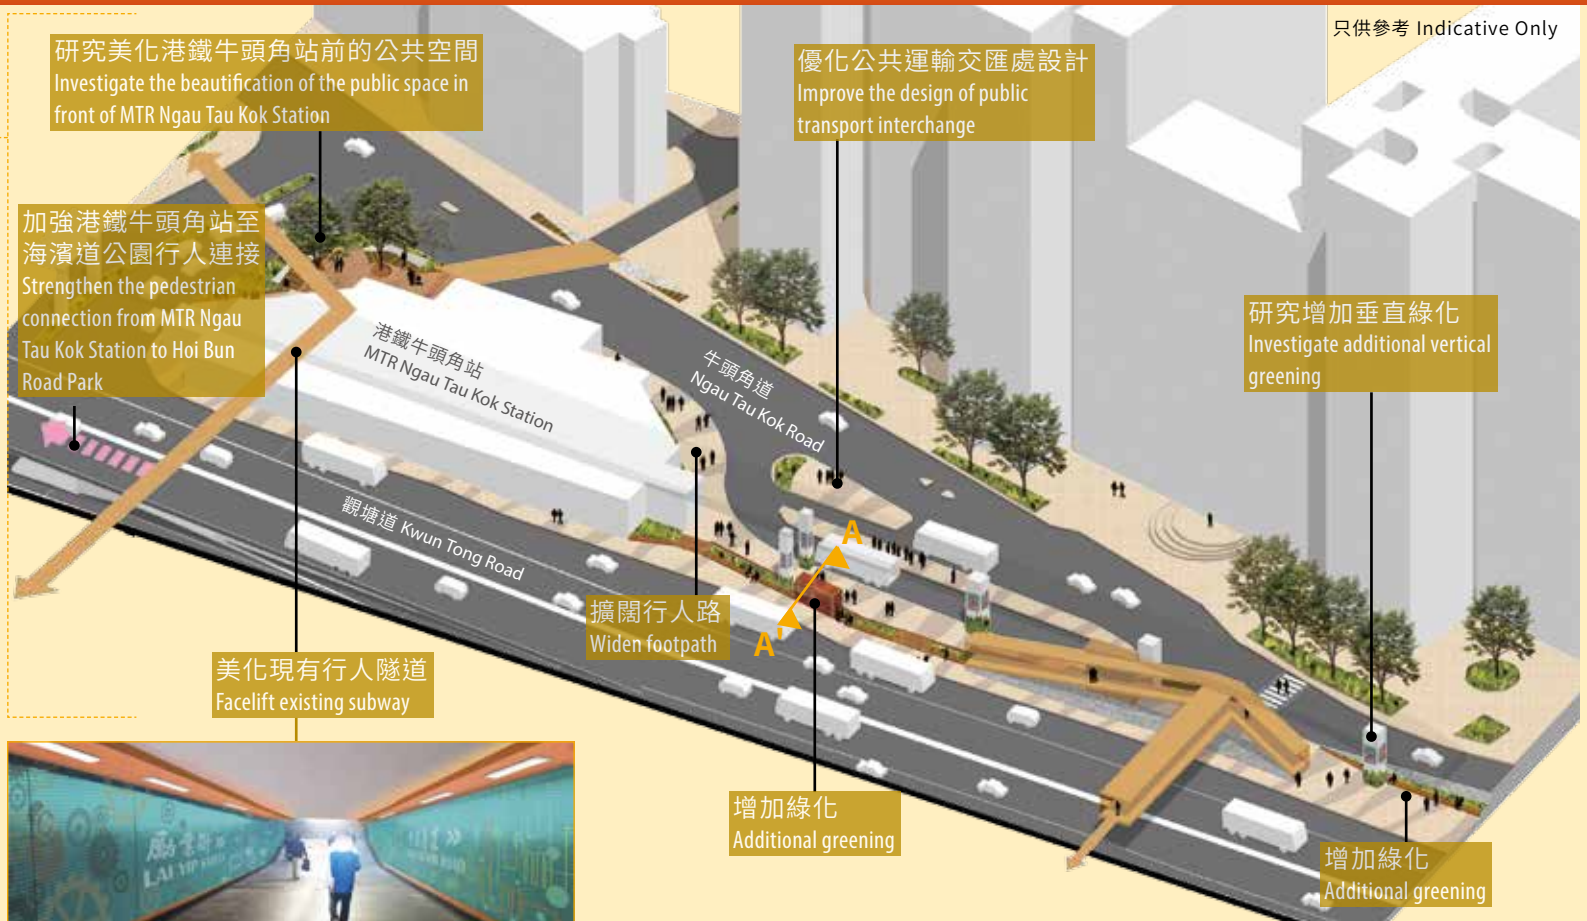 只供參考 Indicative Only
研究美化港鐵牛頭角站前的公共空間
Investigate the beautification of the public space in
front of MTR Ngau Tau Kok Station
優化公共運輸交匯處設計
Improve the design of public
transport interchange
加強港鐵牛頭角站至
海濱道公園行人連接
Strengthen the pedestrian
connection from MTR Ngau
Tau Kok Station to Hoi Bun
Road Park
研究增加垂直綠化
Investigate additional vertical
greening
港鐵牛頭角站
MTR Ngau Tau Kok Station
牛頭角道
Ngau Tau Kok Road
觀塘道 Kwun Tong Road
A
A'
擴闊行人路
Widen footpath
美化現有行人隧道
Facelift existing subway
增加綠化
Additional greening
增加綠化
Additional greening
LAI YIP